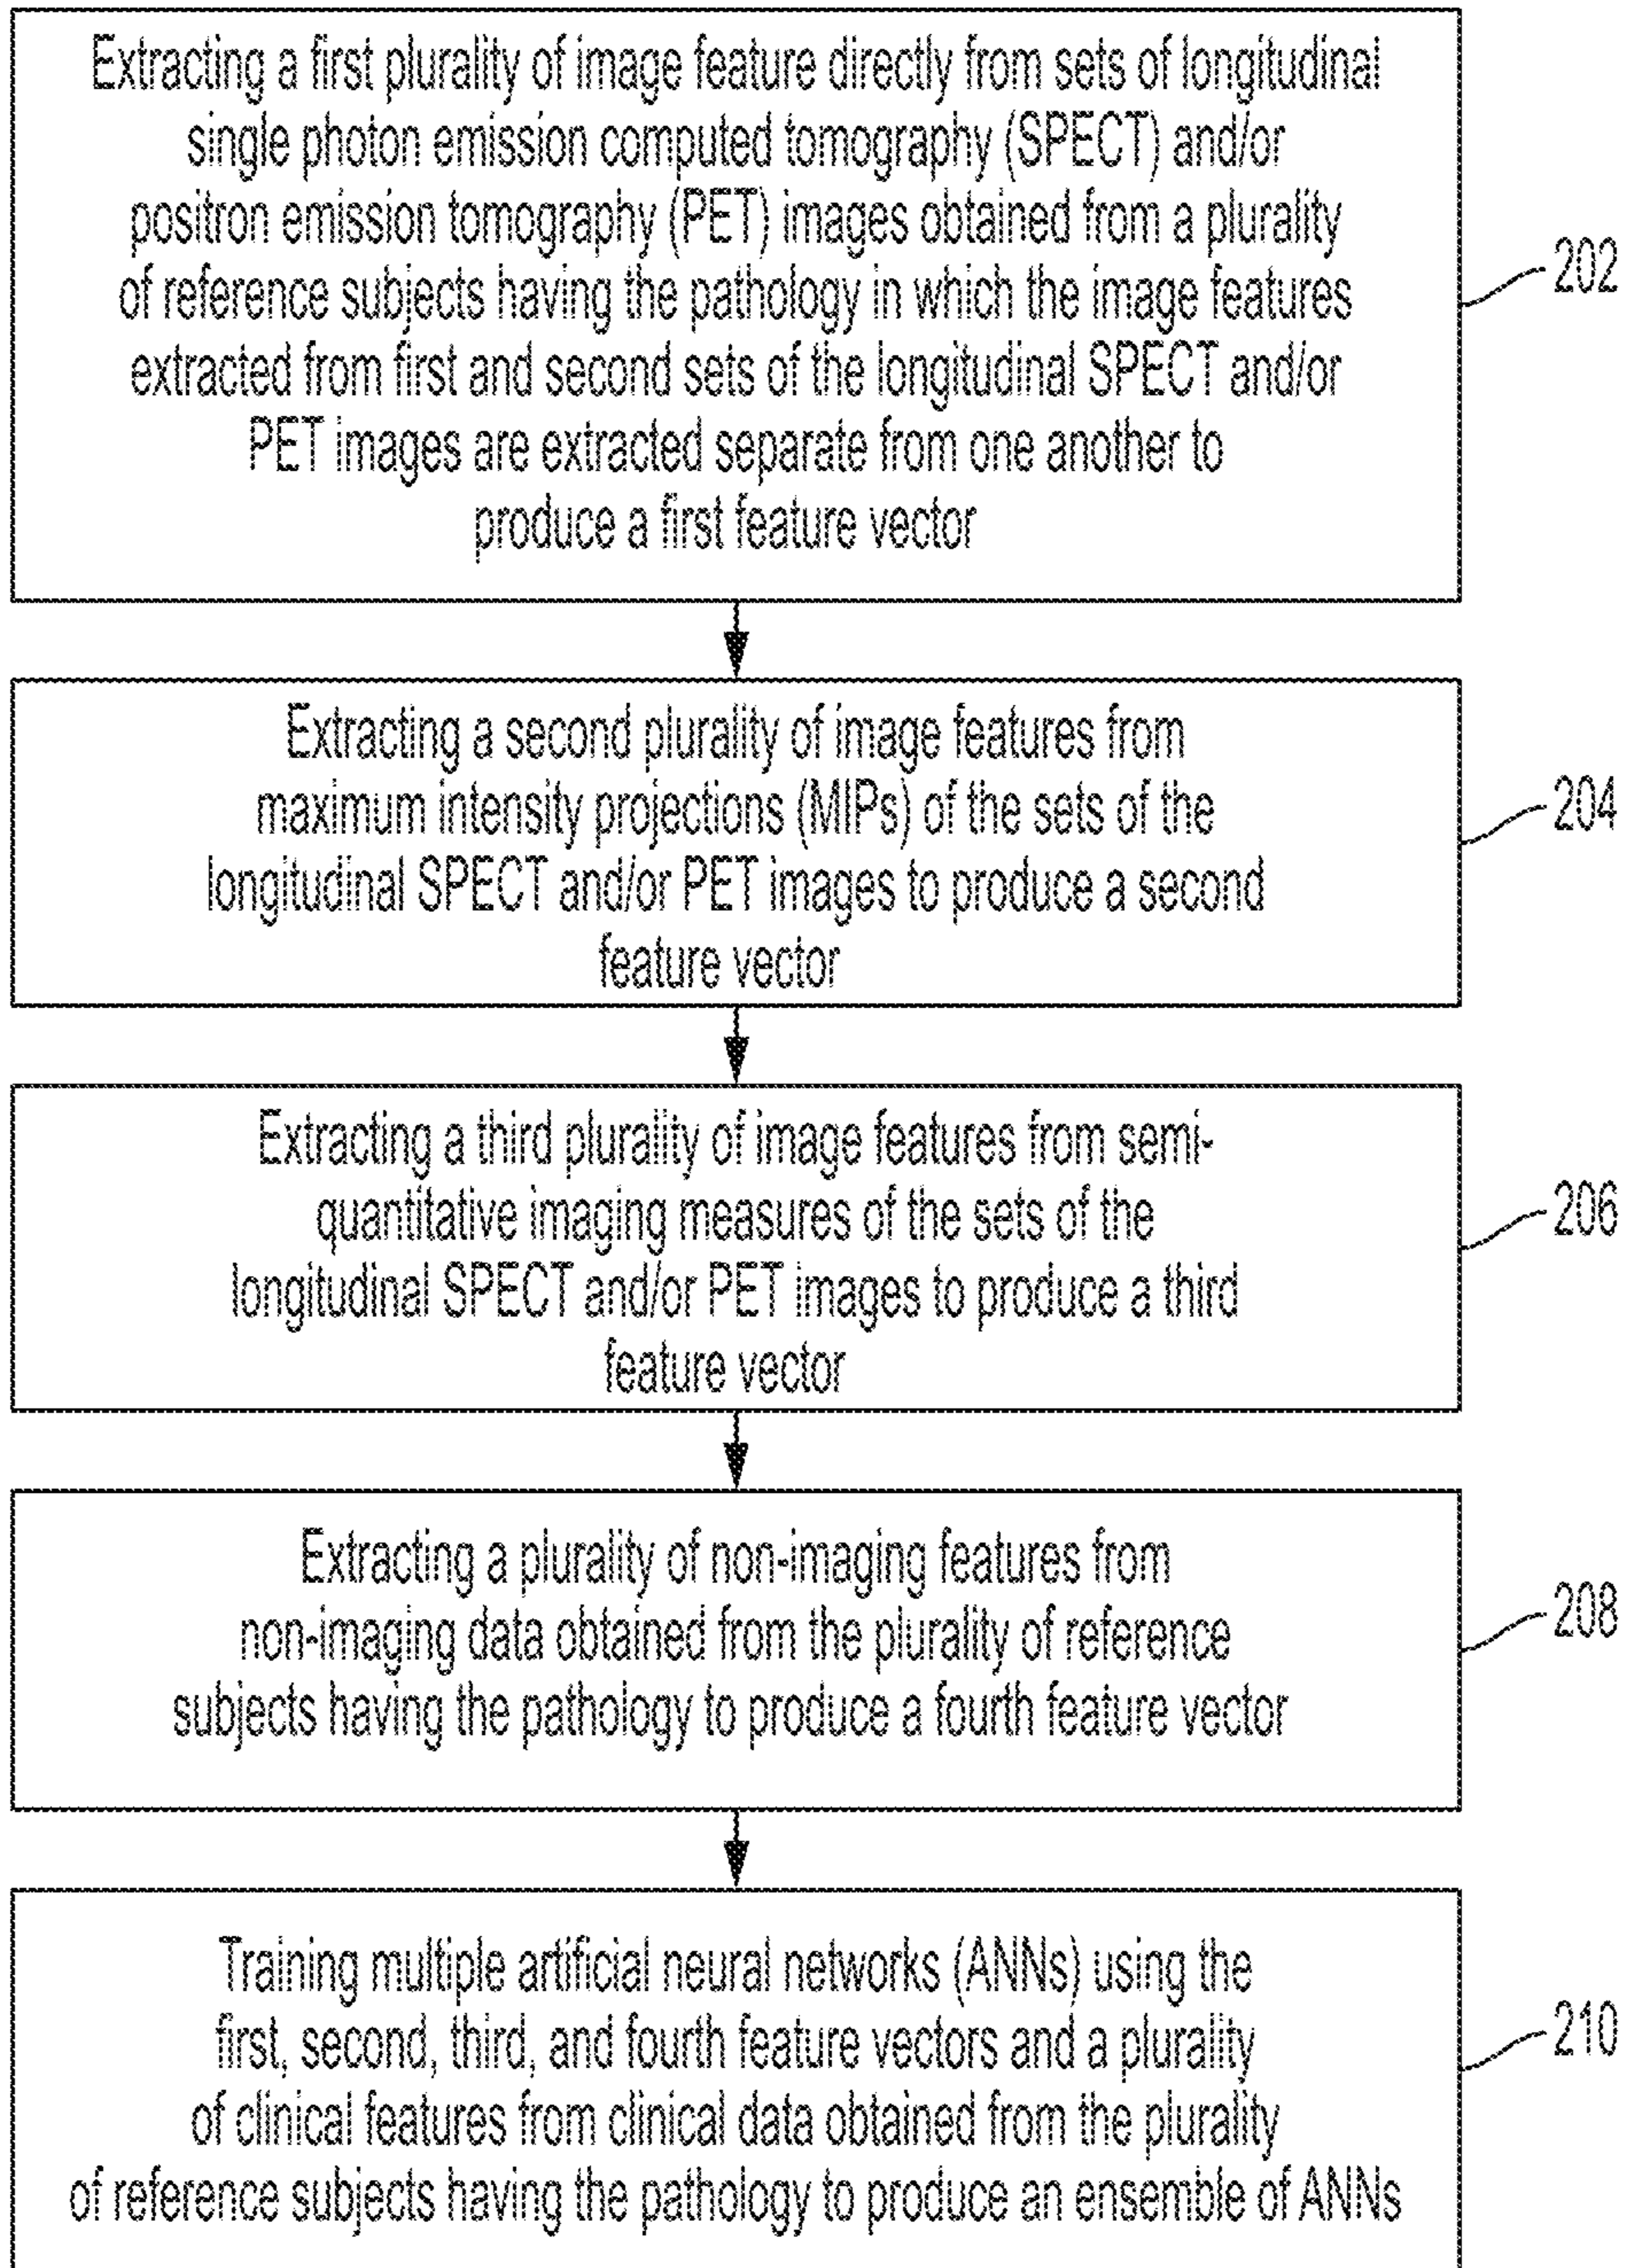 Extracting a first plurality of image feature directly from sets of longitudinal
single photon emission computed tomography (SPECT) and/or
positron emission tomography (PET) images obtained from a plurality
of reference subjects having the pathology in which the image features
extracted from first and second sets of the longitudinal SPECT and/or
PET images are extracted separate from one another to
produce a first feature vector
202
Extracting a second plurality of image features from
maximum intensity projections (MIPs) of the sets of the
longitudinal SPECT and/or PET images to produce a second
feature vector
204
Extracting a third plurality of image features from semi-
quantitative imaging measures of the sets of the
longitudinal SPECT and/or PET images to produce a third
feature vector
206
Extracting a plurality of non-imaging features from
non-imaging data obtained from the plurality of reference
subjects having the pathology to produce a fourth feature vector
208
Training multiple artificial neural networks (ANNs) using the
first, second, third, and fourth feature vectors and a plurality
of clinical features from clinical data obtained from the plurality
of reference subjects having the pathology to produce an ensemble of ANNs
210